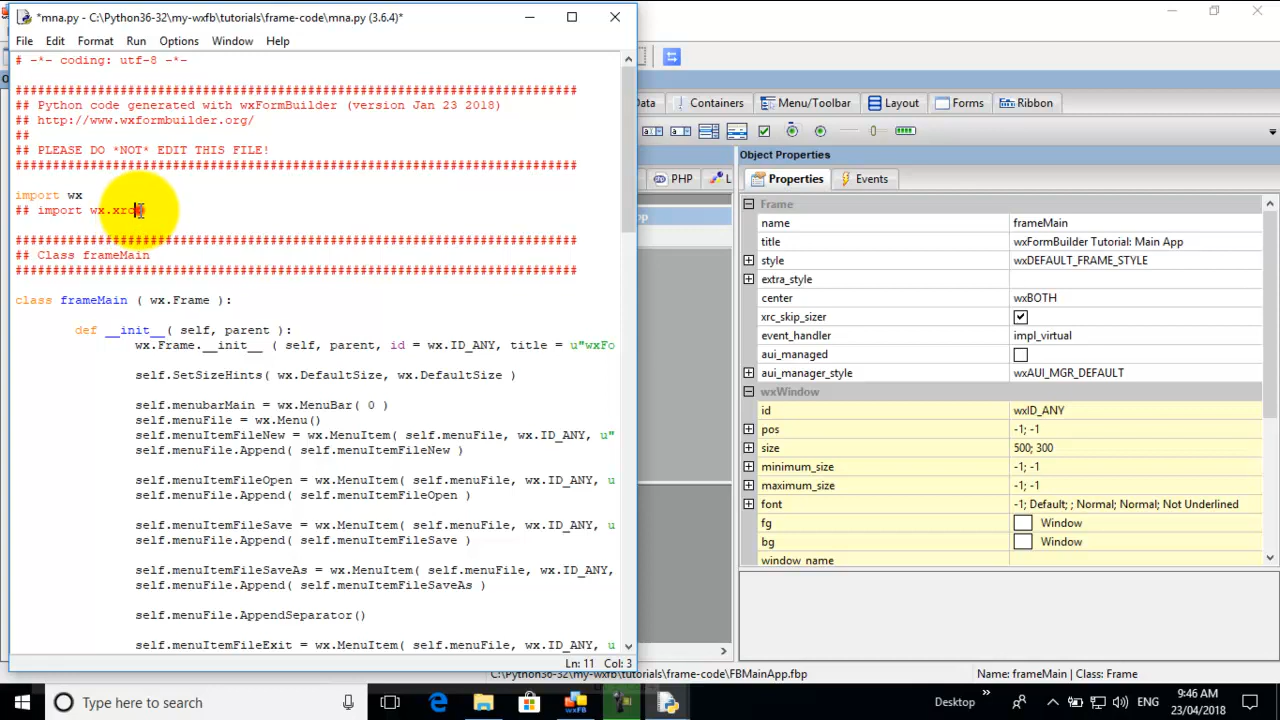 *mna.py - C:\Python36-32\my-wxfb\tutorials\frame-code\mna.py (3.6.4)*
File Edit Format Run Options Window Help
# -*- coding: utf-8 -*-
###########################################################################
## Python code generated with wxFormBuilder (version Jan 23 2018)
## http://www.wxformbuilder.org/
##
## PLEASE DO *NOT* EDIT THIS FILE!
###########################################################################
import wx
## import wx.xrc
###########################################################################
## Class frameMain
###########################################################################
class frameMain ( wx.Frame ):
def __init__( self, parent ):
wx.Frame.__init__ ( self, parent, id = wx.ID_ANY, title = u"wxFo
self.SetSizeHints( wx.DefaultSize, wx.DefaultSize )
self.menubarMain = wx.MenuBar( 0 )
self.menuFile = wx.Menu()
self.menuItemFileNew = wx.MenuItem( self.menuFile, wx.ID_ANY, u"
self.menuFile.Append( self.menuItemFileNew )
self.menuItemFileOpen = wx.MenuItem( self.menuFile, wx.ID_ANY, u
self.menuFile.Append( self.menuItemFileOpen )
self.menuItemFileSave = wx.MenuItem( self.menuFile, wx.ID_ANY, u
self.menuFile.Append( self.menuItemFileSave )
self.menuItemFileSaveAs = wx.MenuItem( self.menuFile, wx.ID_ANY,
self.menuFile.Append( self.menuItemFileSaveAs )
self.menuFile.AppendSeparator()
self.menuItemFileExit = wx.MenuItem( self.menuFile, wx.ID_ANY, u
Ln: 11 Col: 3
Data Containers Menu/Toolbar Layout Forms Ribbon
PHP L
Object Properties
Properties Events
Frame
name frameMain
title wxFormBuilder Tutorial: Main App
style wxDEFAULT_FRAME_STYLE
extra_style
center wxBOTH
xrc_skip_sizer
event_handler impl_virtual
aui_managed
aui_manager_style wxAUI_MGR_DEFAULT
wxWindow
id wxID_ANY
pos -1; -1
size 500; 300
minimum_size -1; -1
maximum_size -1; -1
font -1; Default; ; Normal; Normal; Not Underlined
fg Window
bg Window
window_name
C:\Python36-32\my-wxfb\tutorials\frame-code\FBMainApp.fbp
Name: frameMain | Class: Frame
Type here to search
wxFB
Desktop
ENG
9:46 AM
23/04/2018